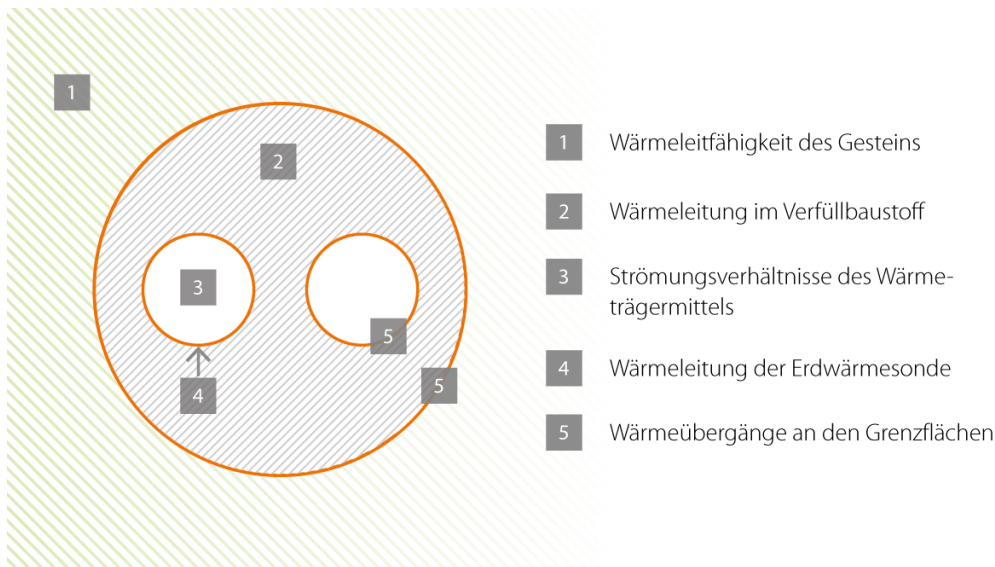 1
2
3
5
5
4
1 Wärmeleitfähigkeit des Gesteins
2 Wärmeleitung im Verfüllbaustoff
3 Strömungsverhältnisse des Wärme-
trägermittels
4 Wärmeleitung der Erdwärmesonde
5 Wärmeübergänge an den Grenzflächen